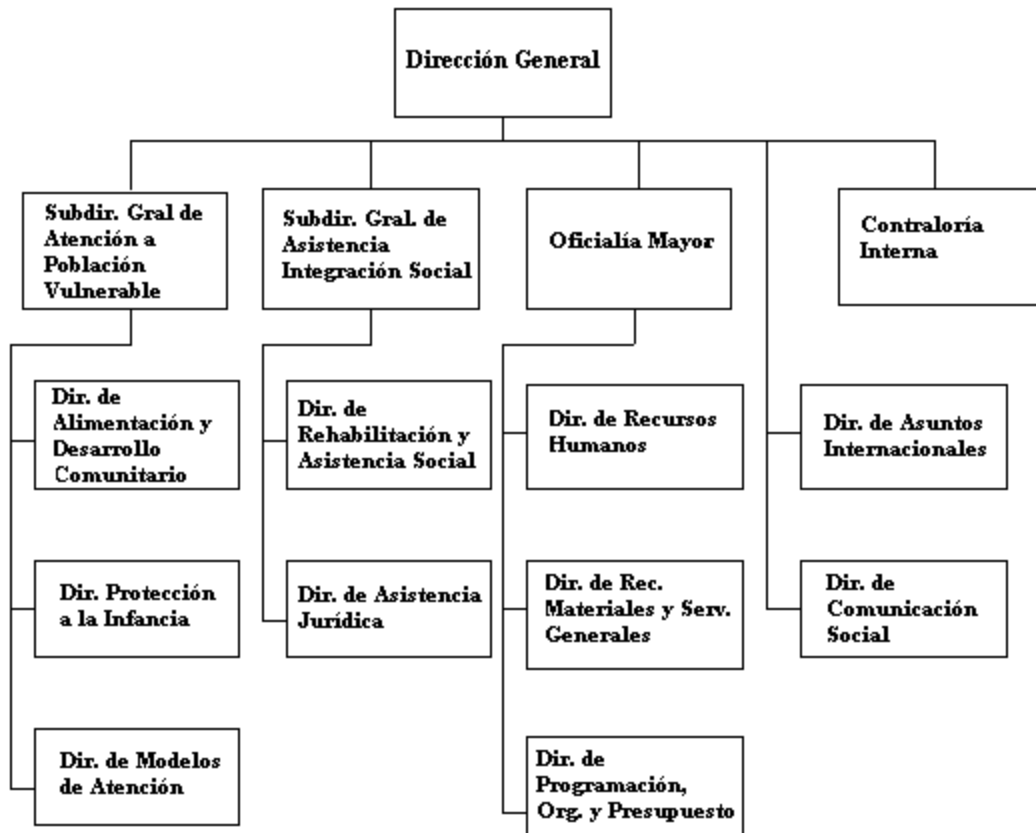 Dirección General
Subdir. Gral de
Atención a
Población
Vulnerable
Subdir. Gral. de
Asistencia
Integración Social
Oficialía Mayor
Contraloría
Interna
Dir. de
Alimentación y
Desarrollo
Comunitario
Dir. de
Rehabilitación y
Asistencia Social
Dir. de Recursos
Humanos
Dir. de Asuntos
Internacionales
Dir. Protección
a la Infancia
Dir. de Asistencia
Jurídica
Dir. de Rec.
Materiales y Serv.
Generales
Dir. de
Comunicación
Social
Dir. de Modelos
de Atención
Dir. de
Programación,
Org. y Presupuesto